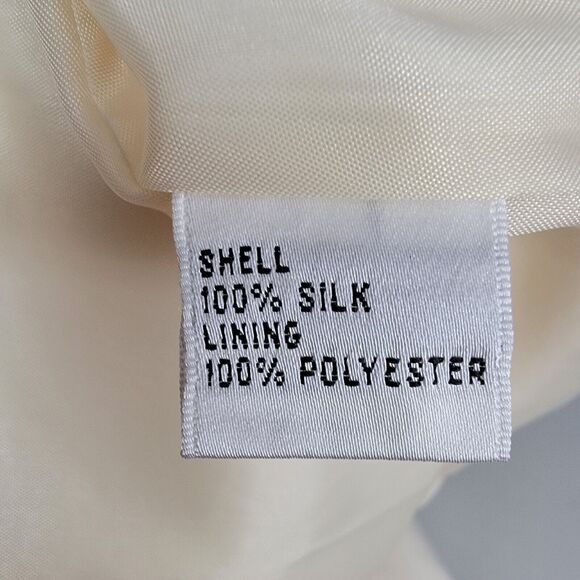 SHELL
100% SILK
LINING
100% POLYESTER